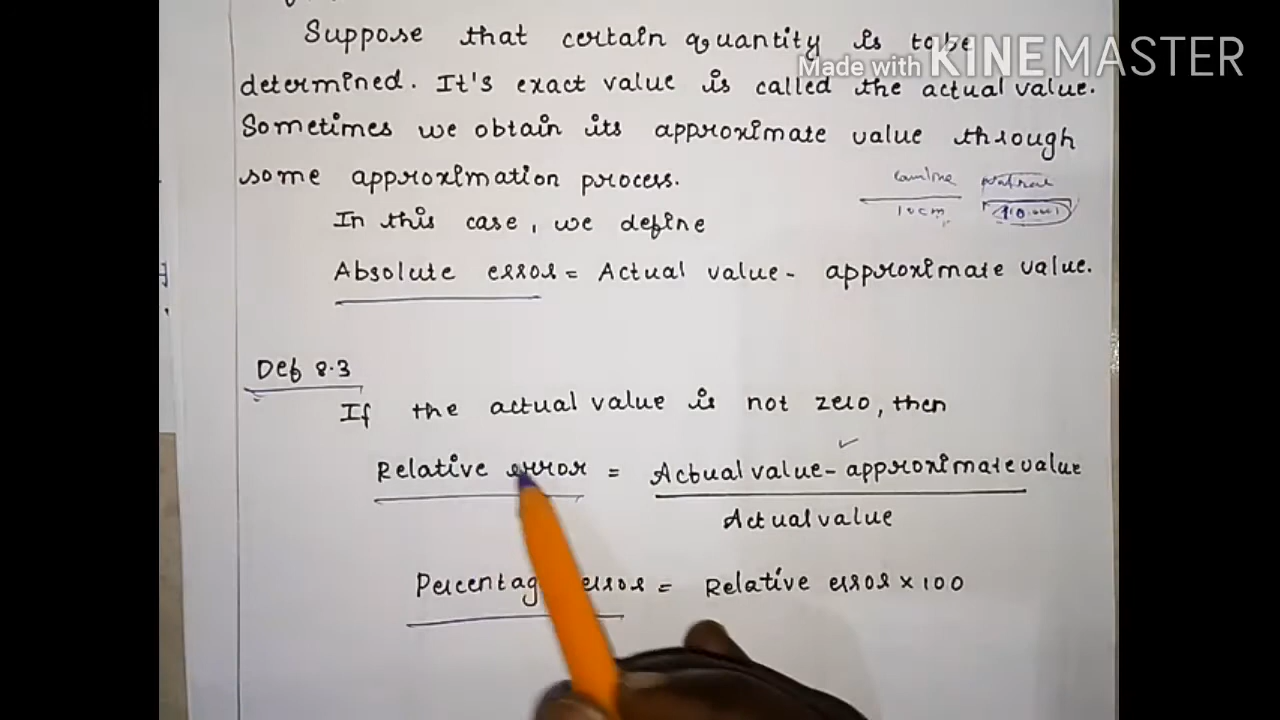 Suppose that certain quantity is to be
Made with KINEMASTER
determined. It's exact value is called the actual value.
Sometimes we obtain its approximate value through
some approximation process.
10cm
In this case, we define
Absolute error = Actual value - approximate value.
Def 8.3
If the actual value is not zero, then
Relative error = Actual value - approximate value
Actual value
Percentage error = Relative error × 100